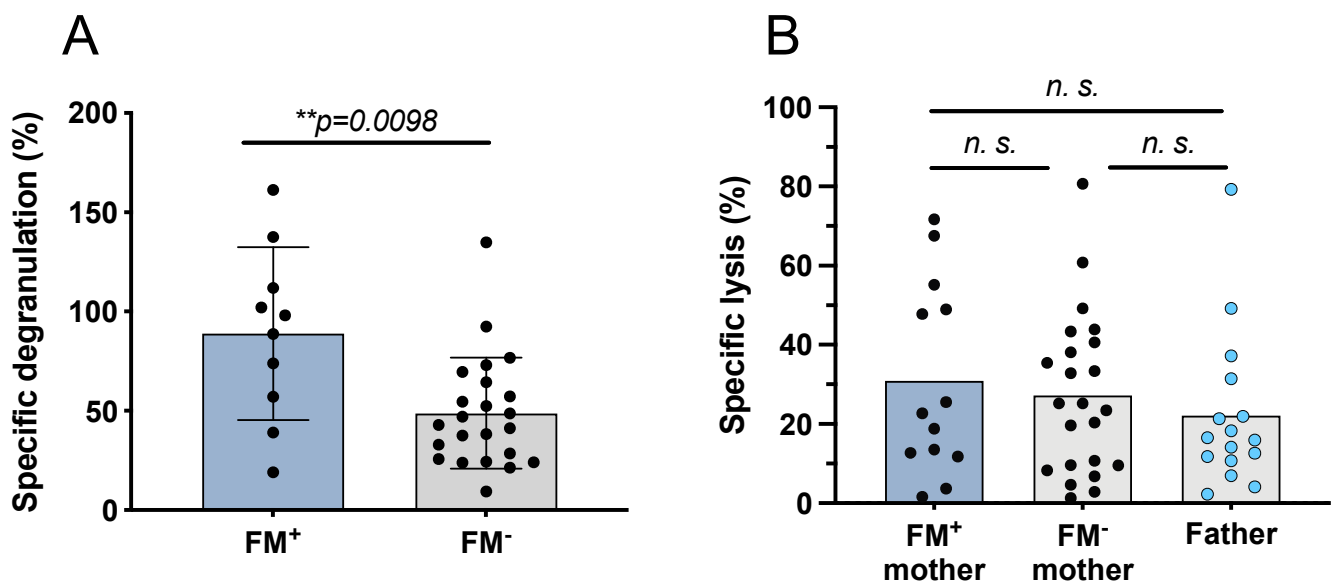 A
Specific degranulation (%)
200
150
100
50
0
**p=0.0098
FM⁺
FM⁻
B
Specific lysis (%)
100
80
60
40
20
0
n. s.
n. s.
n. s.
FM⁺
mother
FM⁻
mother
Father